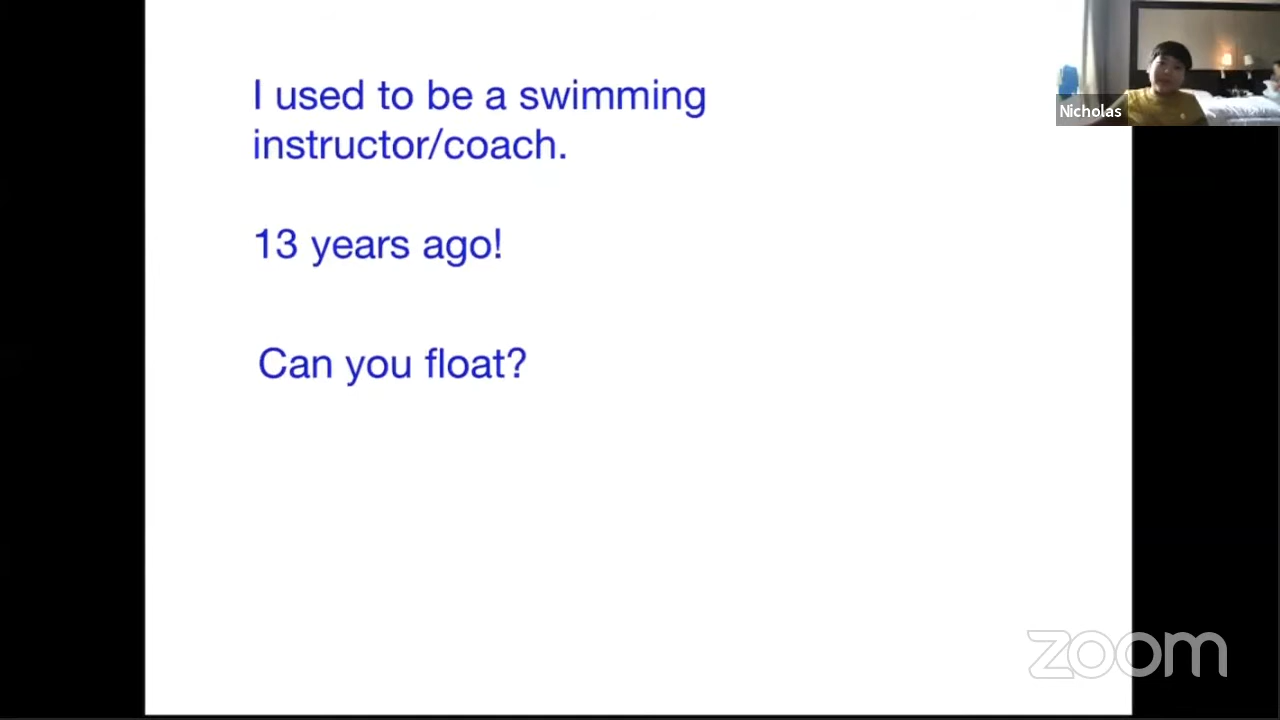 I used to be a swimming
instructor/coach.
13 years ago!
Can you float?
Nicholas
zoom